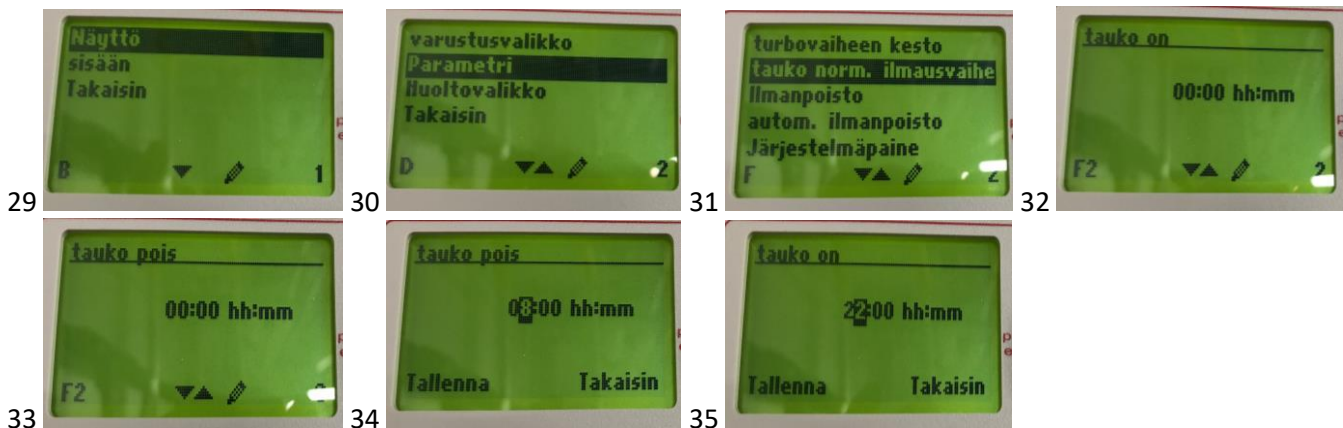 Näyttö
sisään
Takaisin
B 1
29
varustusvalikko
Parametri
Huoltovalikko
Takaisin
D 2
30
turbovaiheen kesto
tauko norm. ilmausvaihe
Ilmanpoisto
autom. ilmanpoisto
Järjestelmäpaine
F 2
31
tauko on
00:00 hh:mm
F2 2
32
tauko pois
00:00 hh:mm
F2
33
tauko pois
08:00 hh:mm
Tallenna Takaisin
34
tauko on
22:00 hh:mm
Tallenna Takaisin
35